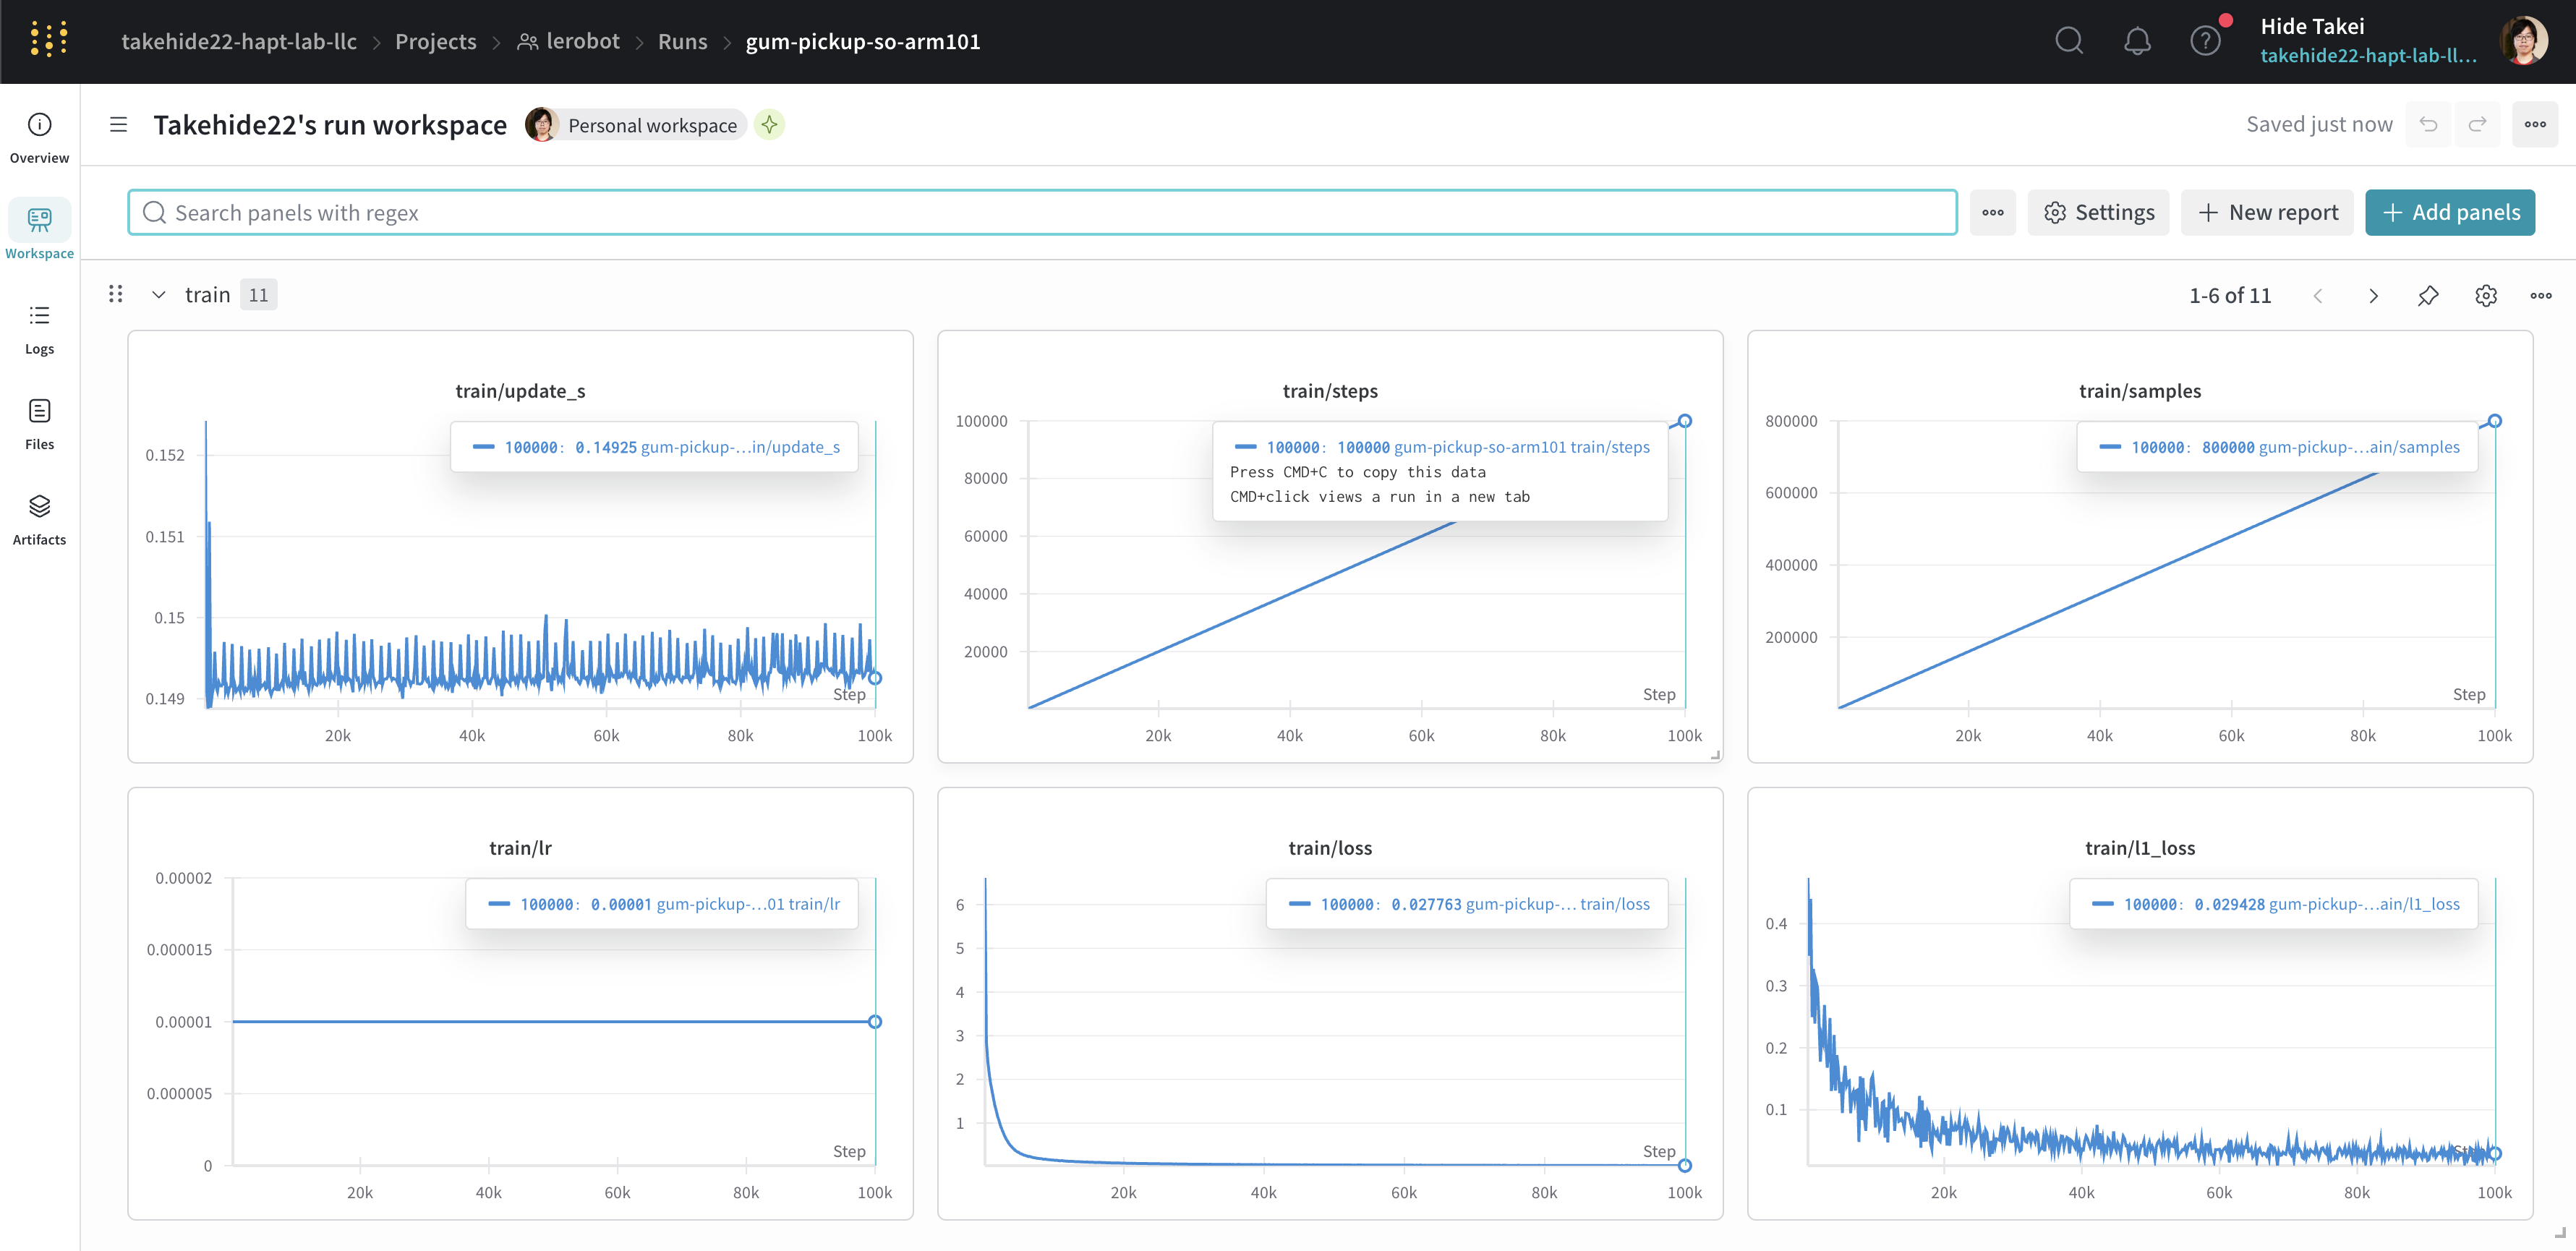 takehide22-hapt-lab-llc > Projects > lerobot > Runs > gum-pickup-so-arm101
Hide Takei
takehide22-hapt-lab-ll...
Overview
Workspace
Logs
Files
Artifacts
Takehide22's run workspace
Personal workspace
Saved just now
Search panels with regex
Settings
New report
Add panels
train 11
1-6 of 11
train/update_s
100000: 0.14925 gum-pickup-...in/update_s
0.152
0.151
0.15
0.149
Step
20k 40k 60k 80k 100k
train/steps
100000: 100000 gum-pickup-so-arm101 train/steps
Press CMD+C to copy this data
CMD+click views a run in a new tab
100000
80000
60000
40000
20000
Step
20k 40k 60k 80k 100k
train/samples
100000: 800000 gum-pickup-...ain/samples
800000
600000
400000
200000
Step
20k 40k 60k 80k 100k
train/lr
100000: 0.00001 gum-pickup-...01 train/lr
0.00002
0.000015
0.00001
0.000005
0
Step
20k 40k 60k 80k 100k
train/loss
100000: 0.027763 gum-pickup-... train/loss
6
5
4
3
2
1
Step
20k 40k 60k 80k 100k
train/l1_loss
100000: 0.029428 gum-pickup-...ain/l1_loss
0.4
0.3
0.2
0.1
Step
20k 40k 60k 80k 100k